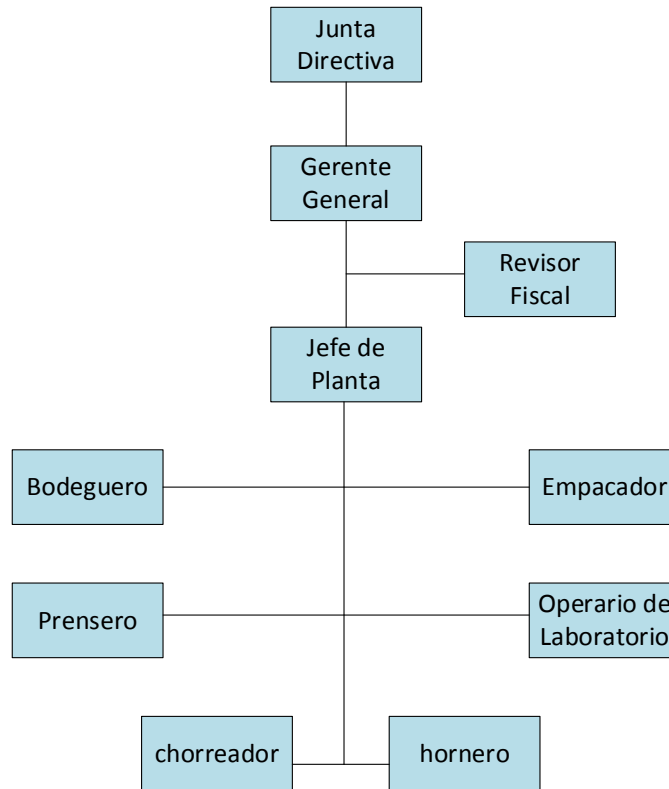 Junta
Directiva
Gerente
General
Revisor
Fiscal
Jefe de
Planta
Bodeguero
Empacador
Prensero
Operario de
Laboratorio
chorreador
hornero